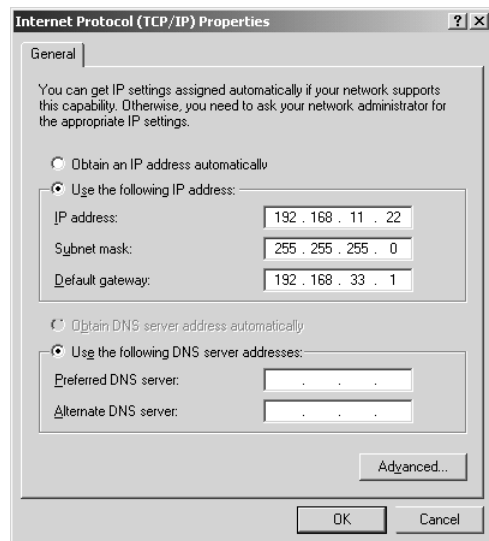 Internet Protocol (TCP/IP) Properties
? X
General
You can get IP settings assigned automatically if your network supports
this capability. Otherwise, you need to ask your network administrator for
the appropriate IP settings.
Obtain an IP address automatically
Use the following IP address:
IP address: 192 . 168 . 11 . 22
Subnet mask: 255 . 255 . 255 . 0
Default gateway: 192 . 168 . 33 . 1
Obtain DNS server address automatically
Use the following DNS server addresses:
Preferred DNS server: . . .
Alternate DNS server: . . .
Advanced...
OK Cancel